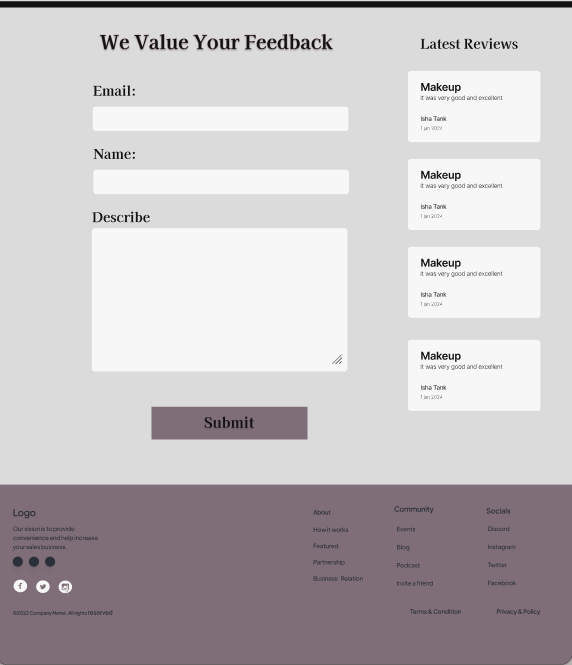 We Value Your Feedback
Email:
Name:
Describe
Submit
Latest Reviews
Makeup
It was very good and excellent
Isha Tank
1 jan 2024
Makeup
It was very good and excellent
Isha Tank
1 jan 2024
Makeup
It was very good and excellent
Isha Tank
1 jan 2024
Makeup
It was very good and excellent
Isha Tank
1 jan 2024
Logo
Our vision is to provide
convenience and help increase
your sales business.
©2022 Company Name. All rights reserved
About
How it works
Featured
Partnership
Business Relation
Community
Events
Blog
Podcast
Invite a friend
Socials
Discord
Instagram
Twitter
Facebook
Terms & Condition
Privacy & Policy